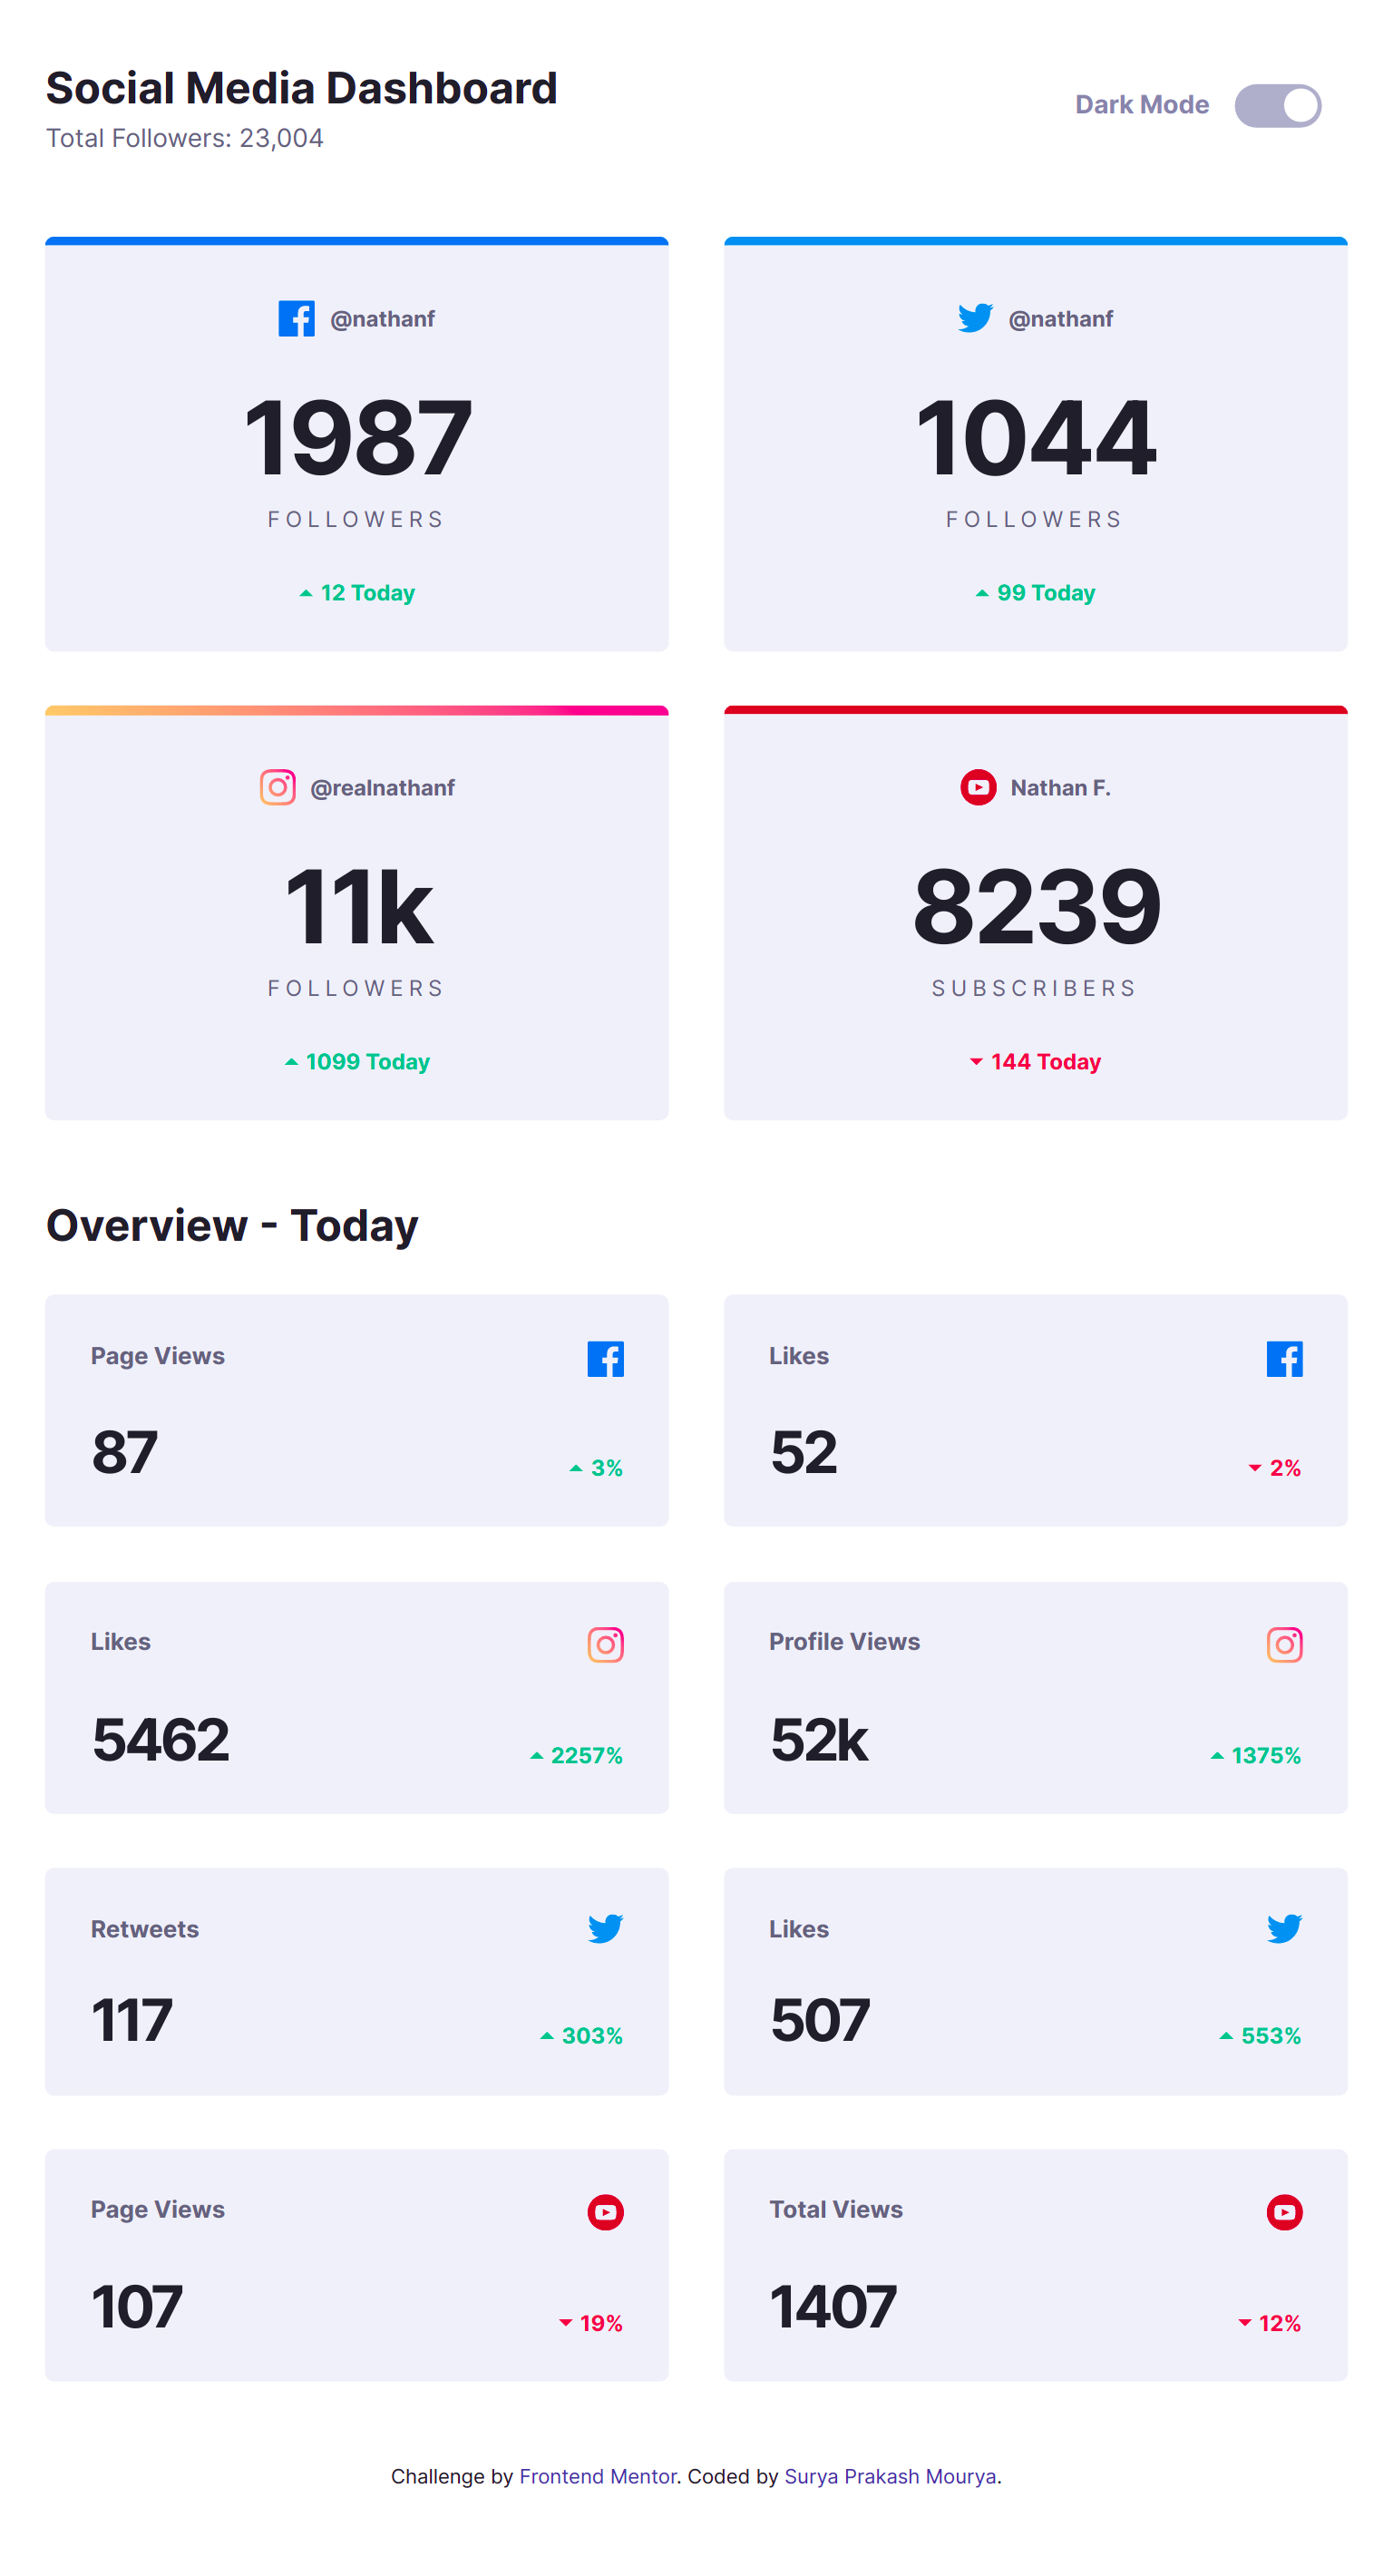 Social Media Dashboard
Total Followers: 23,004
Dark Mode
@nathanf
1987
FOLLOWERS
12 Today
@nathanf
1044
FOLLOWERS
99 Today
@realnathanf
11k
FOLLOWERS
1099 Today
Nathan F.
8239
SUBSCRIBERS
144 Today
Overview - Today
Page Views
87
3%
Likes
52
2%
Likes
5462
2257%
Profile Views
52k
1375%
Retweets
117
303%
Likes
507
553%
Page Views
107
19%
Total Views
1407
12%
Challenge by Frontend Mentor. Coded by Surya Prakash Mourya.